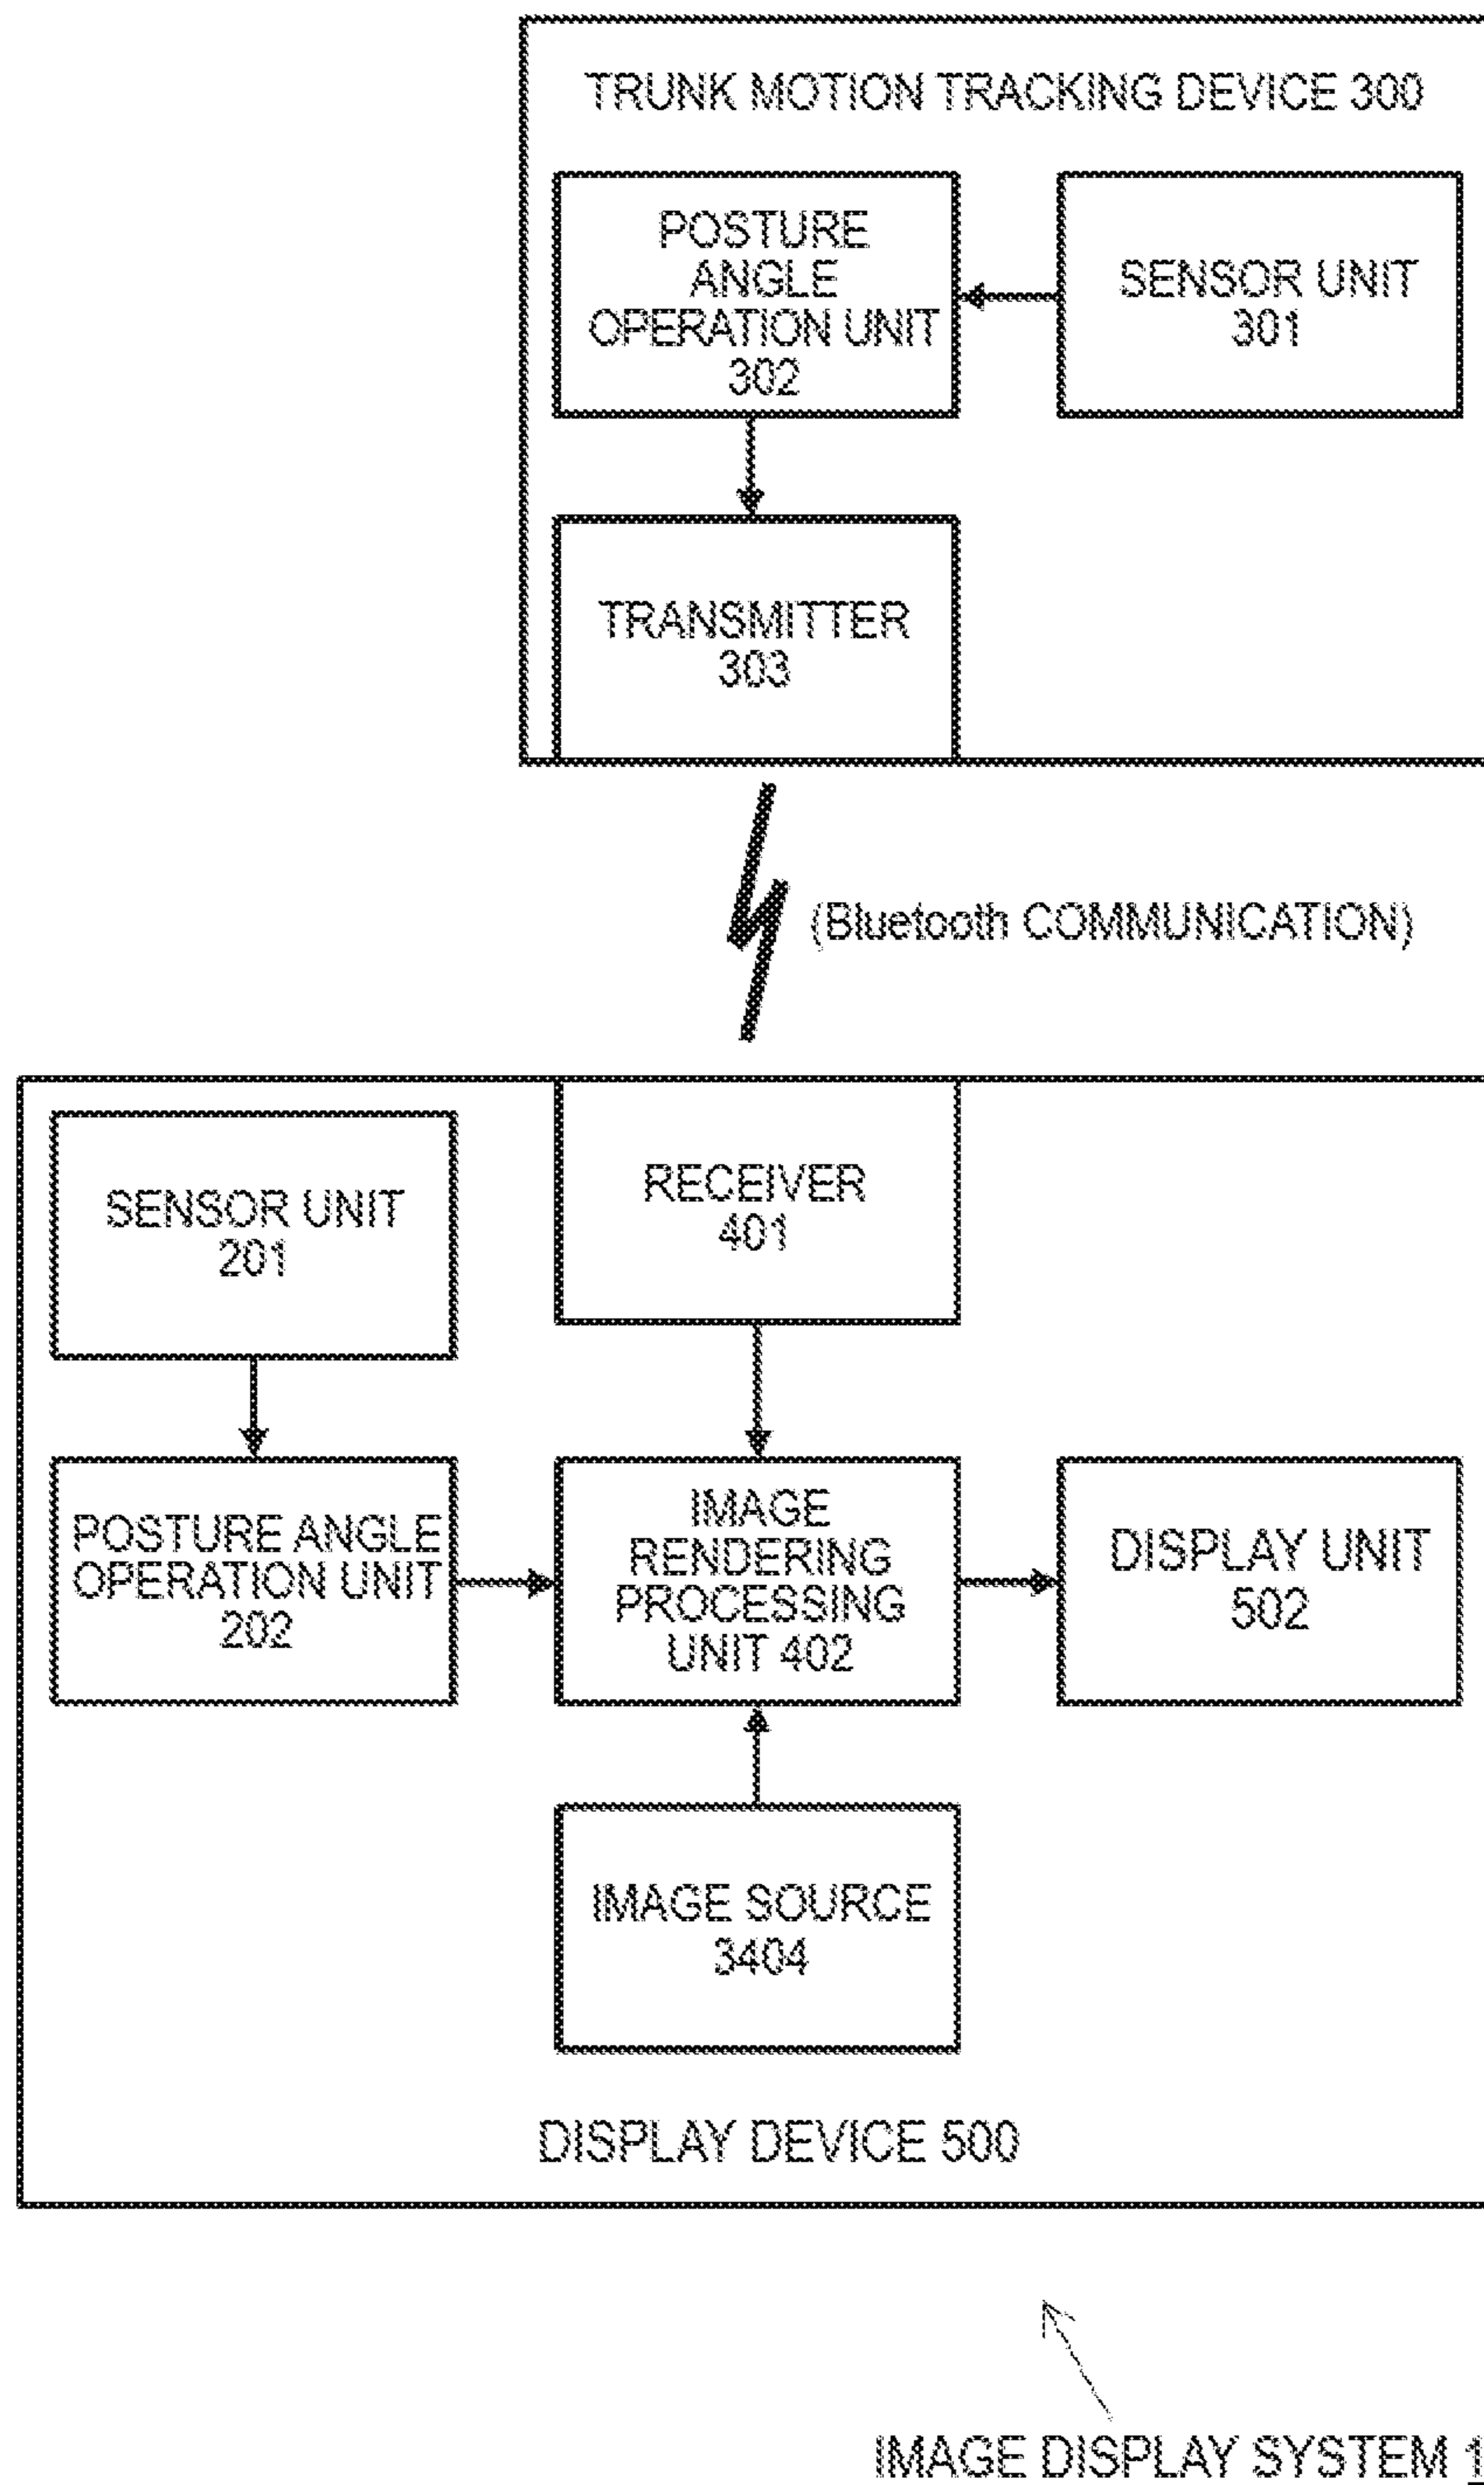 TRUNK MOTION TRACKING DEVICE 300
POSTURE
ANGLE
OPERATION UNIT
302
SENSOR UNIT
301
TRANSMITTER
303
(Bluetooth COMMUNICATION)
SENSOR UNIT
201
RECEIVER
401
POSTURE ANGLE
OPERATION UNIT
202
IMAGE
RENDERING
PROCESSING
UNIT 402
DISPLAY UNIT
502
IMAGE SOURCE
3404
DISPLAY DEVICE 500
IMAGE DISPLAY SYSTEM 1